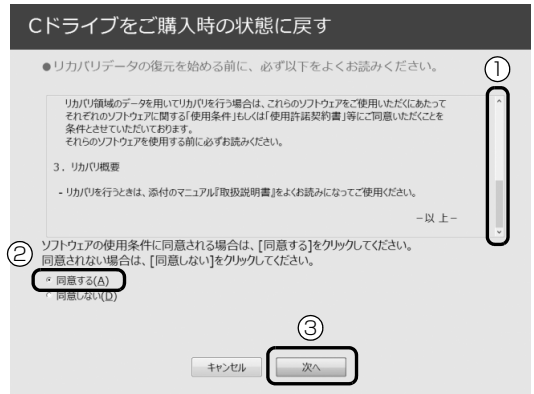 Cドライブをご購入時の状態に戻す
●リカバリデータの復元を始める前に、必ず以下をよくお読みください。
①
リカバリ領域のデータを用いてリカバリを行う場合は、これらのソフトウェアをご使用いただくにあたって
それぞれのソフトウェアに関する「使用条件」もしくは「使用許諾契約書」等にご同意いただくことを
条件とさせていただいております。
それらのソフトウェアを使用する前に必ずお読みください。
3．リカバリ概要
- リカバリを行うときは、添付のマニュアル『取扱説明書』をよくお読みになってご使用ください。
－以 上－
ソフトウェアの使用条件に同意される場合は、[同意する]をクリックしてください。
② 同意されない場合は、[同意しない]をクリックしてください。
同意する(A)
同意しない(D)
③
キャンセル 次へ